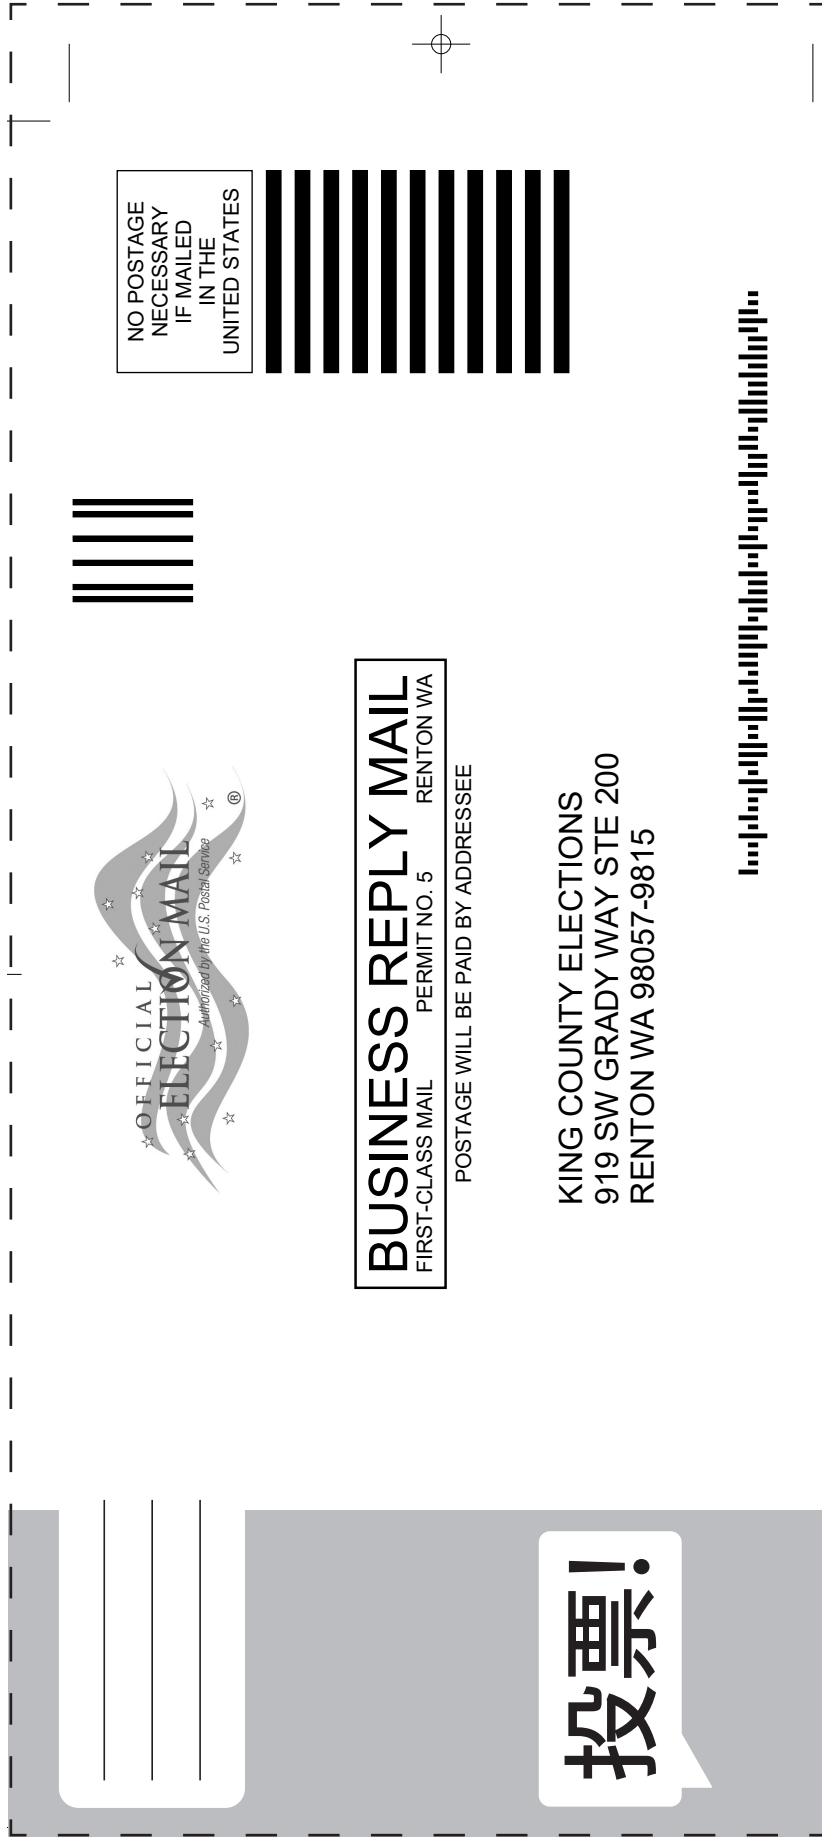 NO POSTAGE
NECESSARY
IF MAILED
IN THE
UNITED STATES
OFFICIAL
ELECTION MAIL
®
Authorized by the U.S. Postal Service
BUSINESS REPLY MAIL
FIRST-CLASS MAIL PERMIT NO. 5 RENTON WA
POSTAGE WILL BE PAID BY ADDRESSEE
KING COUNTY ELECTIONS
919 SW GRADY WAY STE 200
RENTON WA 98057-9815
投票!